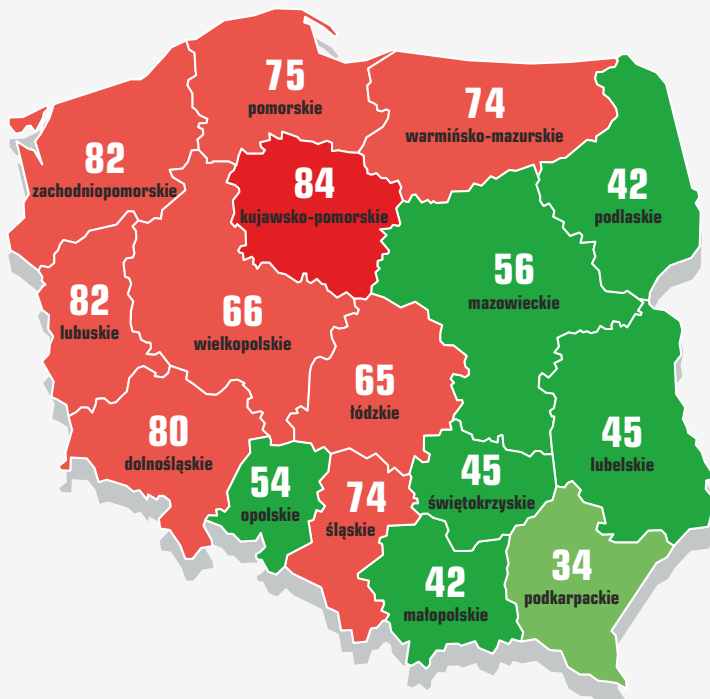 75
pomorskie
74
warmińsko-mazurskie
82
zachodniopomorskie
84
kujawsko-pomorskie
42
podlaskie
56
mazowieckie
82
lubuskie
66
wielkopolskie
65
łódzkie
80
dolnośląskie
45
lubelskie
54
opolskie
74
śląskie
45
świętokrzyskie
34
podkarpackie
42
małopolskie